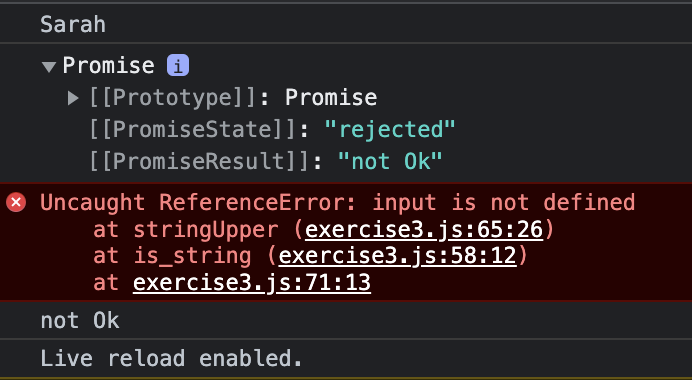 Sarah
Promise i
[[Prototype]]: Promise
[[PromiseState]]: "rejected"
[[PromiseResult]]: "not Ok"
Uncaught ReferenceError: input is not defined
at stringUpper (exercise3.js:65:26)
at is_string (exercise3.js:58:12)
at exercise3.js:71:13
not Ok
Live reload enabled.